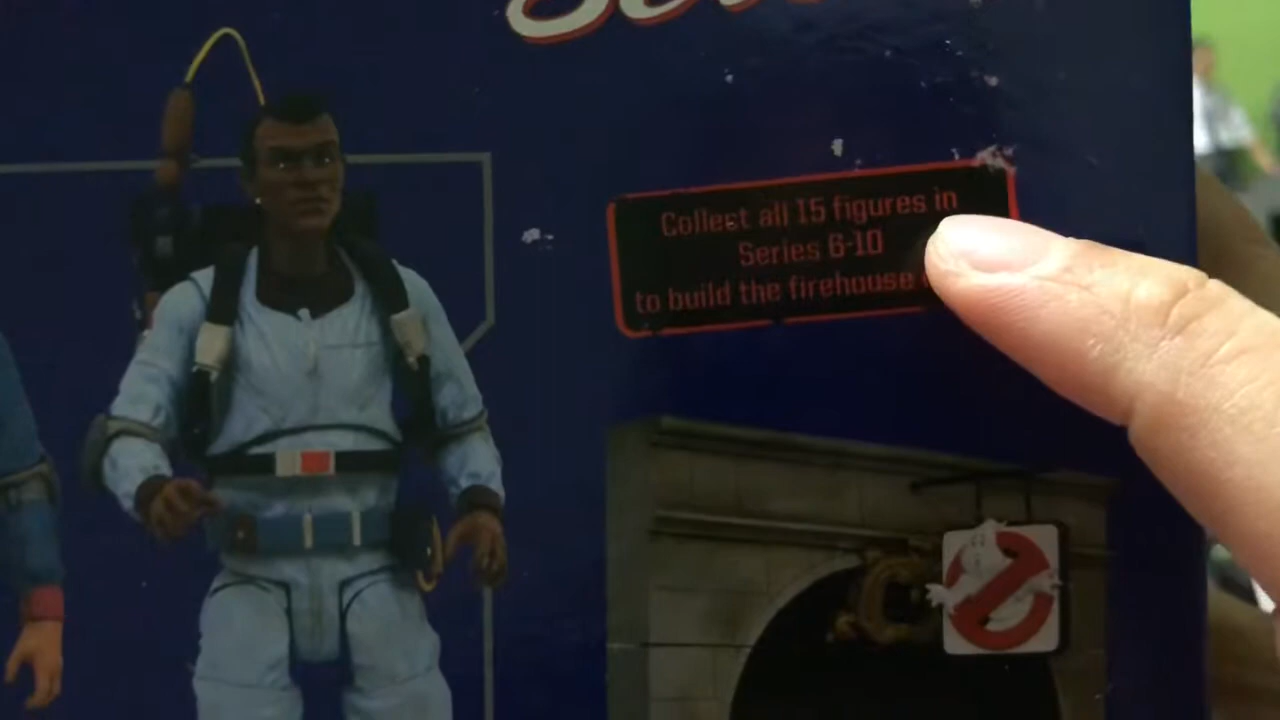 Collect all 15 figures in
Series 6-10
to build the firehouse